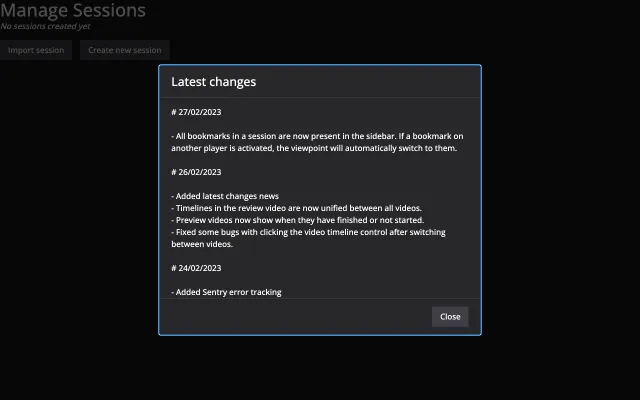 Manage Sessions
No sessions created yet
Import session
Create new session
Latest changes
# 27/02/2023
- All bookmarks in a session are now present in the sidebar. If a bookmark on
another player is activated, the viewpoint will automatically switch to them.
# 26/02/2023
- Added latest changes news
- Timelines in the review video are now unified between all videos.
- Preview videos now show when they have finished or not started.
- Fixed some bugs with clicking the video timeline control after switching
between videos.
# 24/02/2023
- Added Sentry error tracking
Close